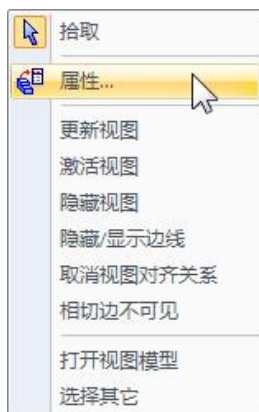 拾取
属性...
更新视图
激活视图
隐藏视图
隐藏/显示边线
取消视图对齐关系
相切边不可见
打开视图模型
选择其它